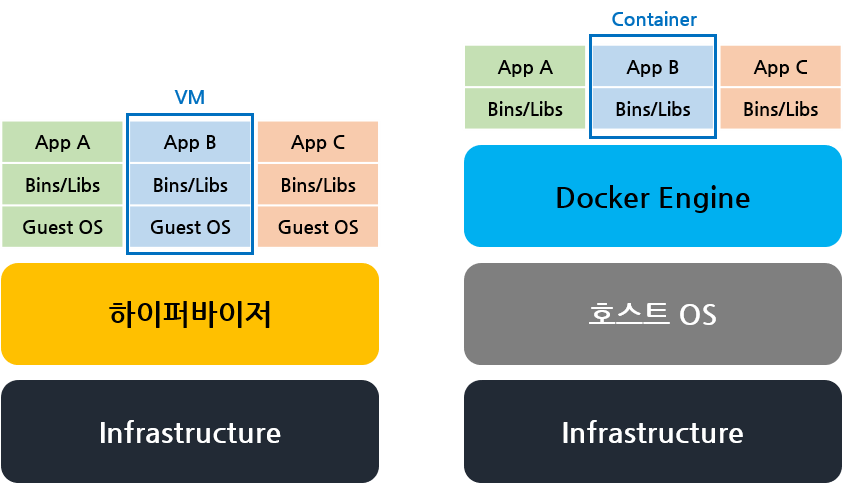 VM
App A
App B
App C
Bins/Libs
Bins/Libs
Bins/Libs
Guest OS
Guest OS
Guest OS
하이퍼바이저
Infrastructure
Container
App A
App B
App C
Bins/Libs
Bins/Libs
Bins/Libs
Docker Engine
호스트 OS
Infrastructure